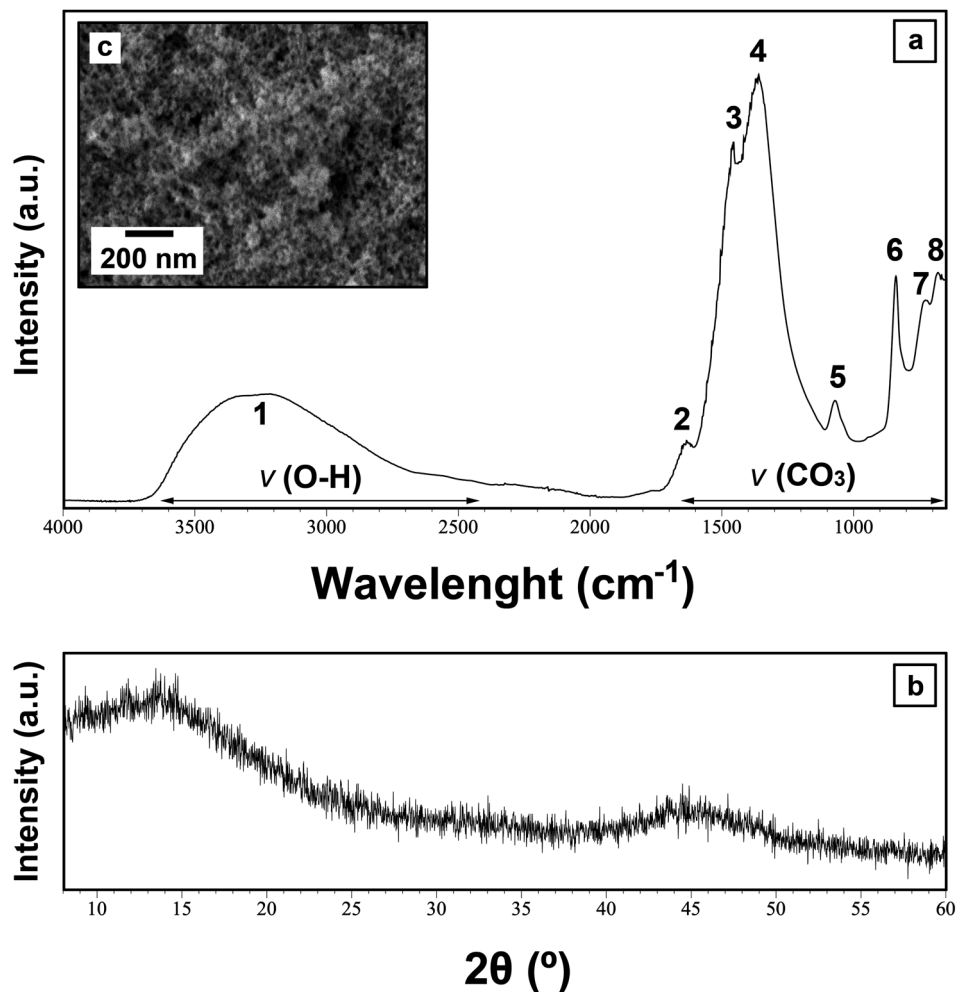 c
a
200 nm
1
2
3
4
5
6
7
8
ν (O-H)
ν (CO3)
Intensity (a.u.)
4000 3500 3000 2500 2000 1500 1000
Wavelenght (cm-1)
b
Intensity (a.u.)
10 15 20 25 30 35 40 45 50 55 60
2θ (º)